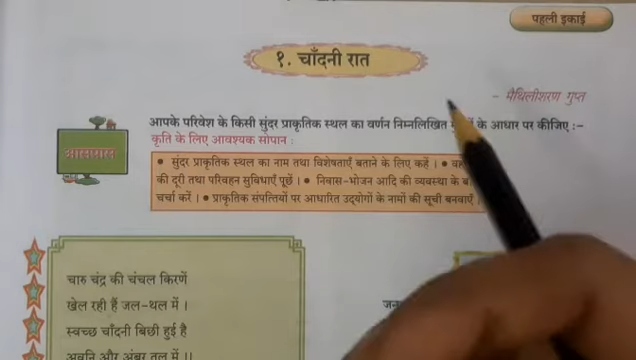 पहली इकाई
१. चाँदनी रात
- मैथिलीशरण गुप्त
आपके परिवेश के किसी सुंदर प्राकृतिक स्थल का वर्णन निम्नलिखित के आधार पर कीजिए :-
कृति के लिए आवश्यक सोपान :
• सुंदर प्राकृतिक स्थल का नाम तथा विशेषताएँ बताने के लिए कहें । •
की दूरी तथा परिवहन सुविधाएँ पूछें । • निवास-भोजन आदि की व्यवस्था के
चर्चा करें । • प्राकृतिक संपत्तियों पर आधारित उद्योगों के नामों की सूची बनवाएँ
चारु चंद्र की चंचल किरणें
खेल रही हैं जल-थल में ।
स्वच्छ चाँदनी बिछी हुई है
अवनि और अंबर तल में ।।